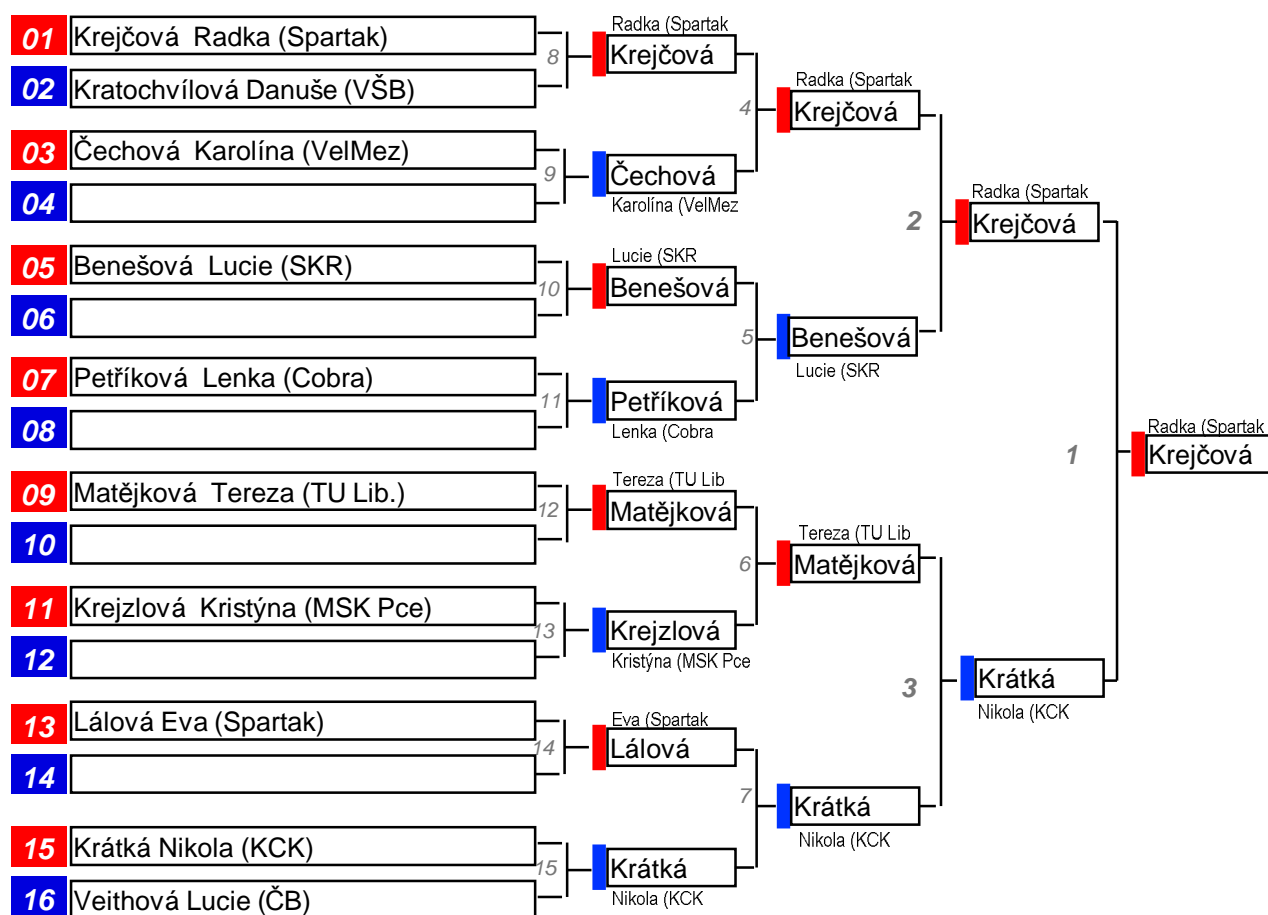 01 Krejčová Radka (Spartak)
02 Kratochvílová Danuše (VŠB)
03 Čechová Karolína (VelMez)
04
05 Benešová Lucie (SKR)
06
07 Petříková Lenka (Cobra)
08
09 Matějková Tereza (TU Lib.)
10
11 Krejzlová Kristýna (MSK Pce)
12
13 Lálová Eva (Spartak)
14
15 Krátká Nikola (KCK)
16 Veithová Lucie (ČB)
8
9
10
11
12
13
14
15
Radka (Spartak
Krejčová
Čechová
Karolína (VelMez
Lucie (SKR
Benešová
Petříková
Lenka (Cobra
Tereza (TU Lib
Matějková
Krejzlová
Kristýna (MSK Pce
Eva (Spartak
Lálová
Krátká
Nikola (KCK
4
5
6
7
Radka (Spartak
Krejčová
Benešová
Lucie (SKR
Tereza (TU Lib
Matějková
Krátká
Nikola (KCK
2
3
Radka (Spartak
Krejčová
Krátká
Nikola (KCK
1
Radka (Spartak
Krejčová